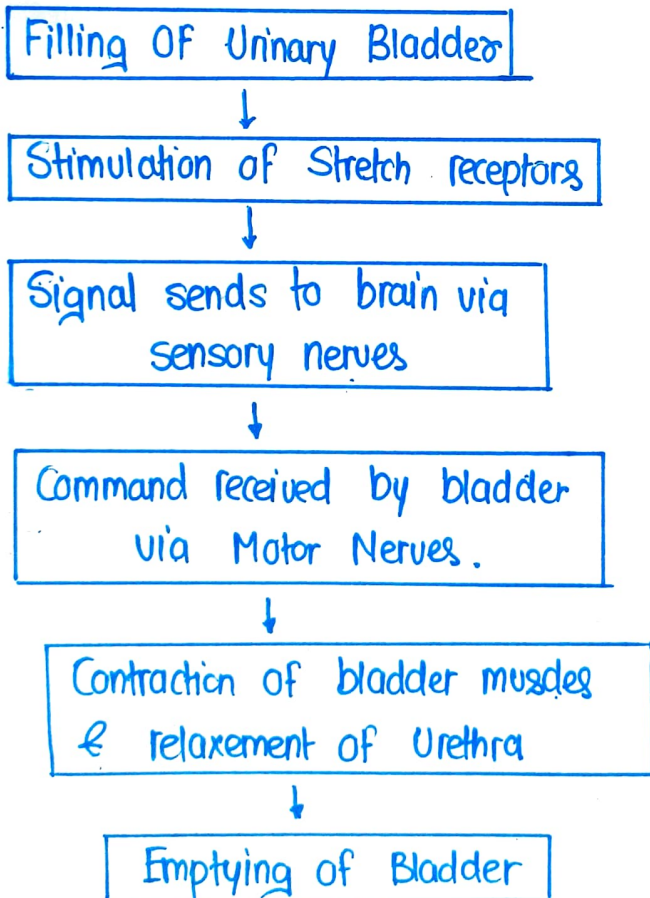 Filling Of Urinary Bladder
Stimulation of Stretch receptors
Signal sends to brain via
sensory nerves
Command received by bladder
via Motor Nerves.
Contraction of bladder muscles
& relaxement of Urethra
Emptying of Bladder